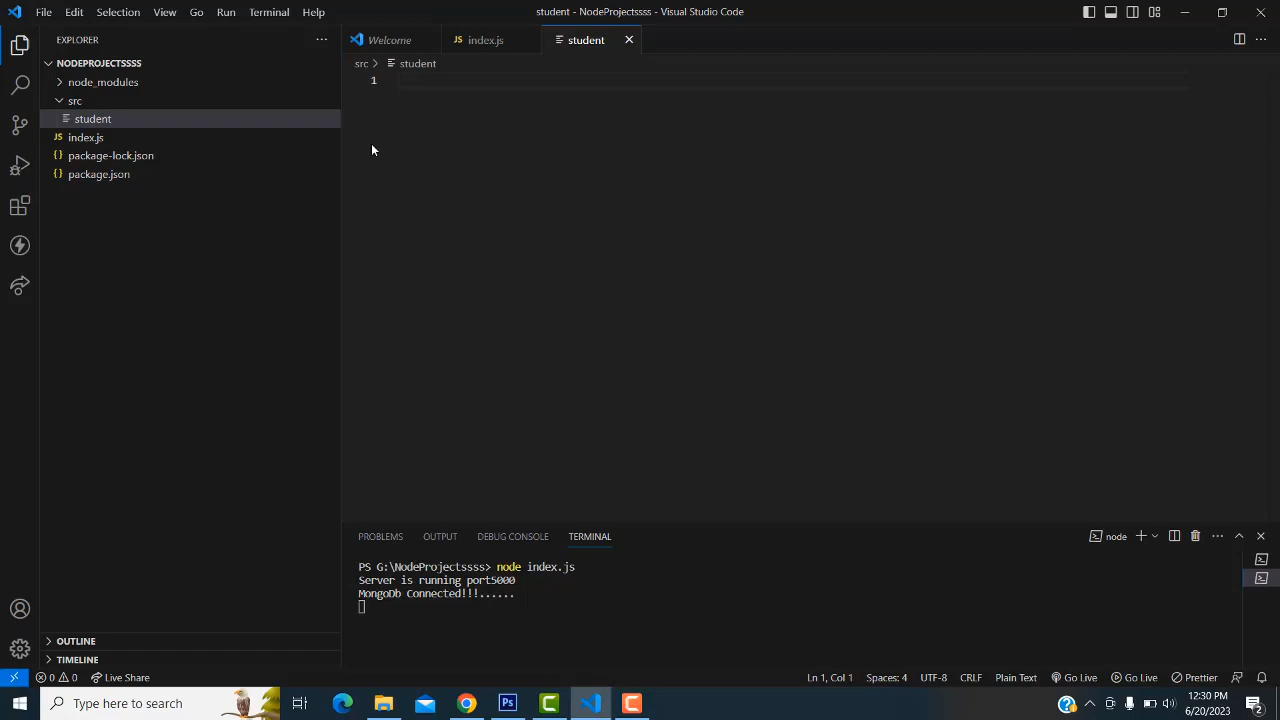 File Edit Selection View Go Run Terminal Help
student - NodeProjectssss - Visual Studio Code
EXPLORER
NODEPROJECTSSSS
node_modules
src
student
index.js
package-lock.json
package.json
OUTLINE
TIMELINE
Welcome
JS index.js
student
src > student
1
PROBLEMS OUTPUT DEBUG CONSOLE TERMINAL
node
PS G:\NodeProjectssss> node index.js
Server is running port5000
MongoDb Connected!!!......
0 0 Live Share
Ln 1, Col 1 Spaces: 4 UTF-8 CRLF Plain Text Go Live Go Live Prettier
Type here to search
Ps
12:30 PM
6/20/2023
2